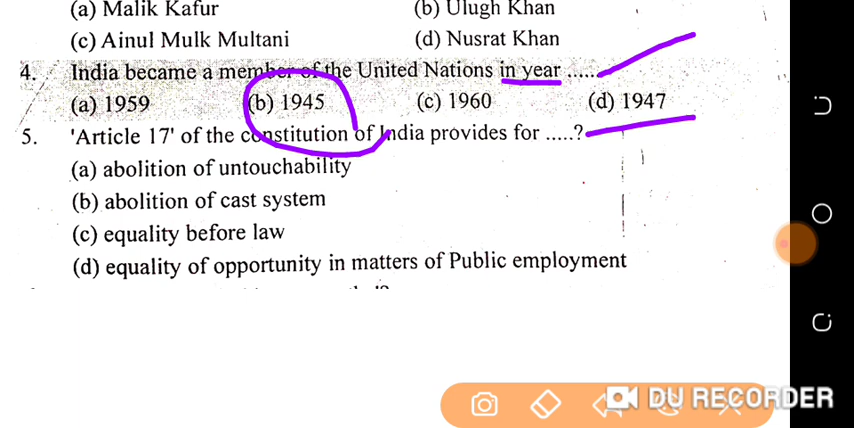 (a) Malik Kafur (b) Ulugh Khan
(c) Ainul Mulk Multani (d) Nusrat Khan
4. India became a member of the United Nations in year ......
(a) 1959 (b) 1945 (c) 1960 (d) 1947
5. 'Article 17' of the constitution of India provides for .....?
(a) abolition of untouchability
(b) abolition of cast system
(c) equality before law
(d) equality of opportunity in matters of Public employment
DU RECORDER